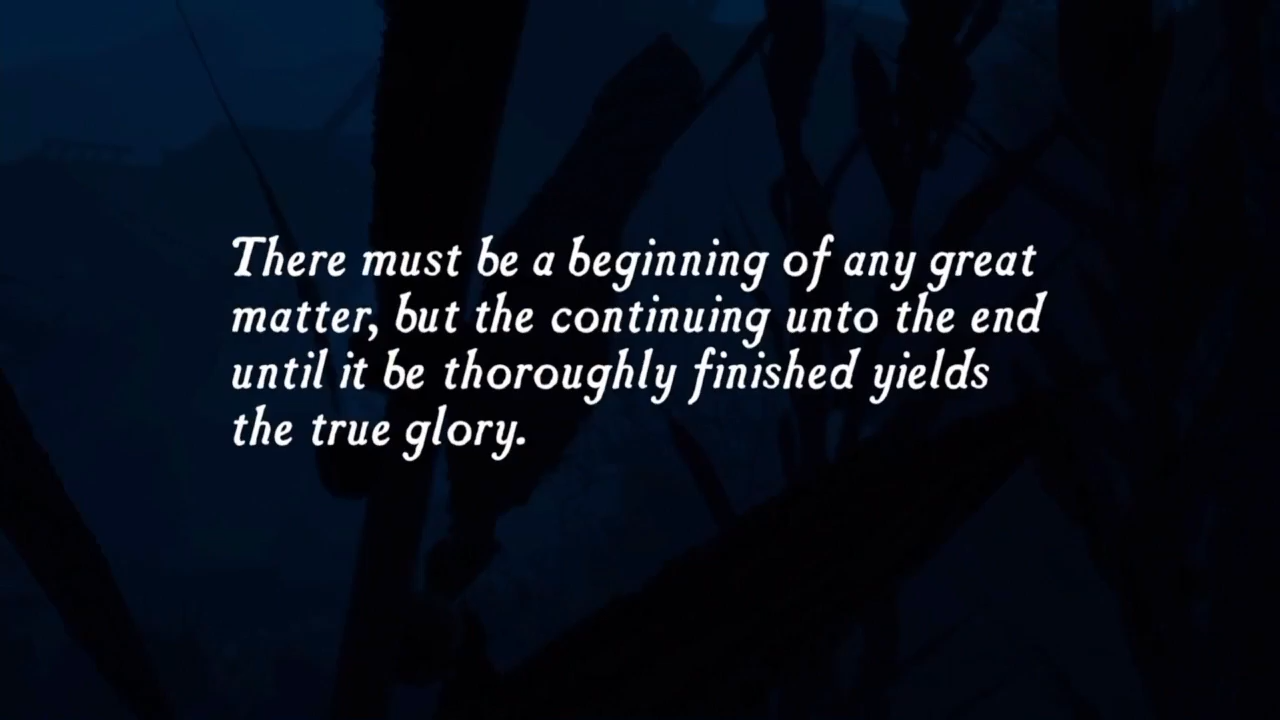 There must be a beginning of any great
matter, but the continuing unto the end
until it be thoroughly finished yields
the true glory.